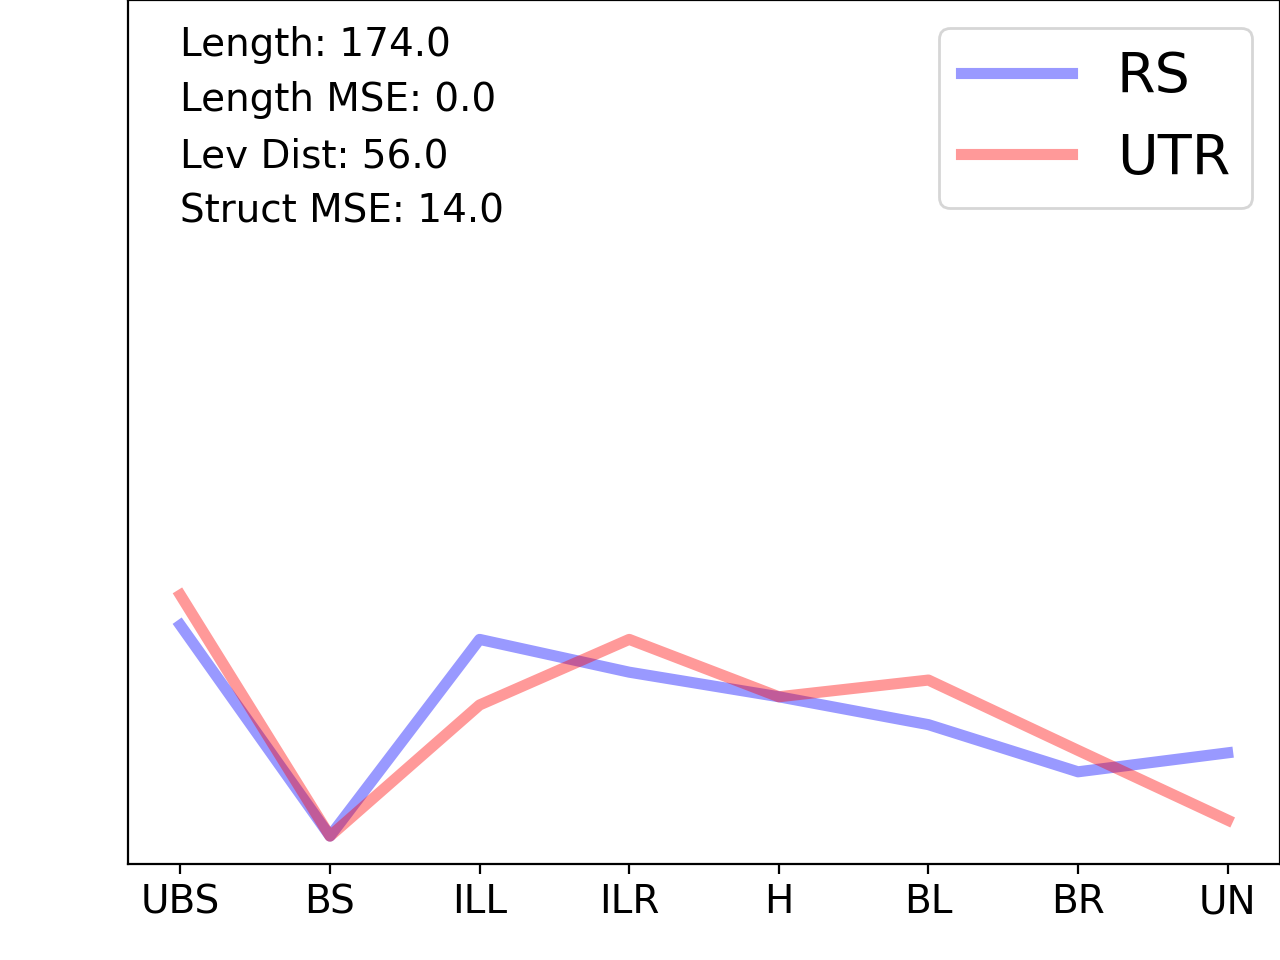 Length: 174.0
Length MSE: 0.0
Lev Dist: 56.0
Struct MSE: 14.0
RS
UTR
UBS BS ILL ILR H BL BR UN